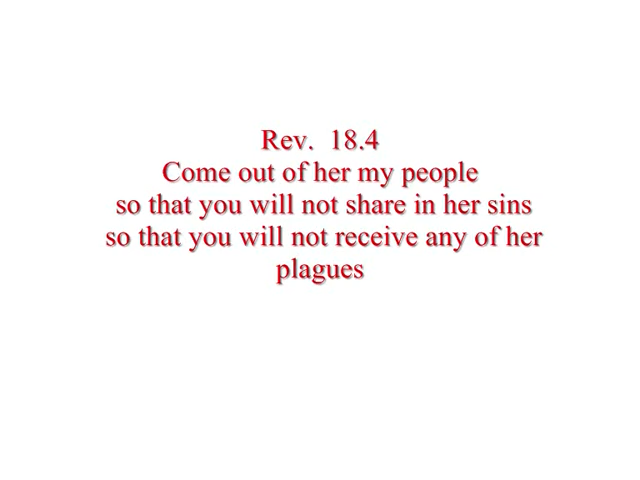 Rev.  18.4
Come out of her my people
so that you will not share in her sins
so that you will not receive any of her
plagues